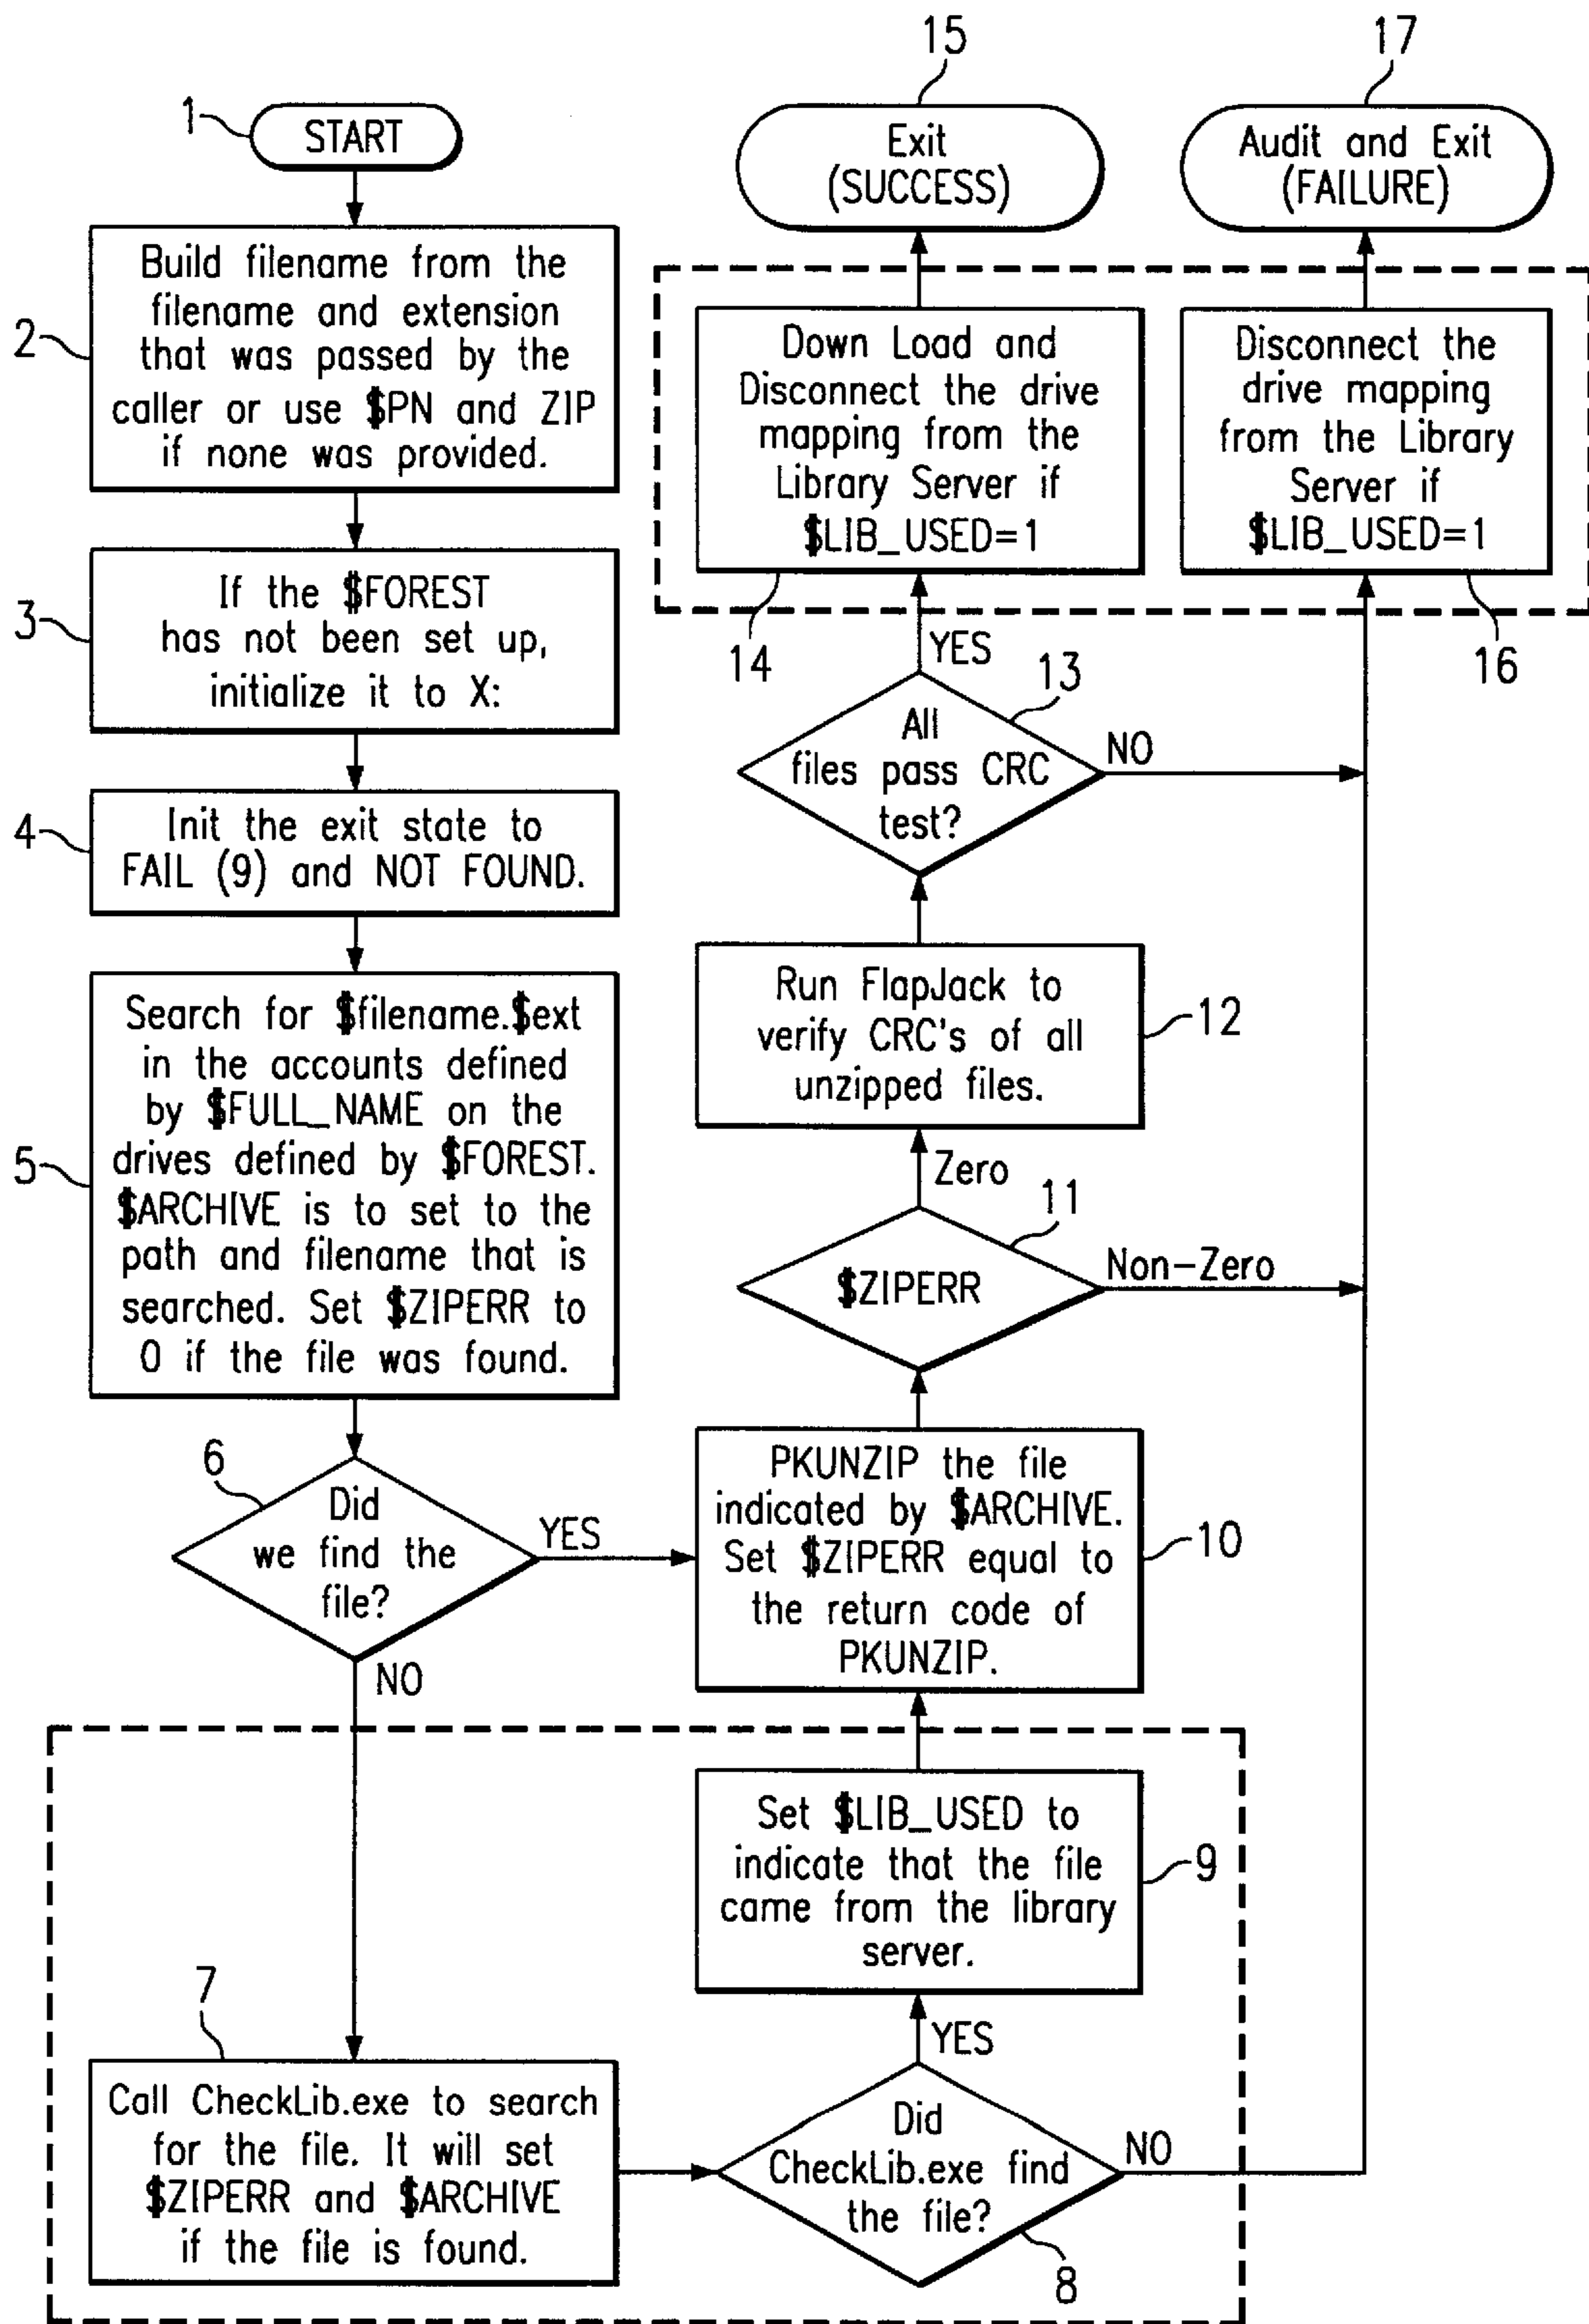 1
START
2
Build filename from the
filename and extension
that was passed by the
caller or use $PN and ZIP
if none was provided.
3
If the $FOREST
has not been set up,
initialize it to X:
4
Init the exit state to
FAIL (9) and NOT FOUND.
5
Search for $filename.$ext
in the accounts defined
by $FULL_NAME on the
drives defined by $FOREST.
$ARCHIVE is to set to the
path and filename that is
searched. Set $ZIPERR to
0 if the file was found.
6
Did
we find the
file?
YES
NO
7
Call CheckLib.exe to search
for the file. It will set
$ZIPERR and $ARCHIVE
if the file is found.
Did
CheckLib.exe find
the file?
8
NO
YES
Set $LIB_USED to
indicate that the file
came from the library
server.
9
PKUNZIP the file
indicated by $ARCHIVE.
Set $ZIPERR equal to
the return code of
PKUNZIP.
10
$ZIPERR
11
Non-Zero
Zero
Run FlapJack to
verify CRC's of all
unzipped files.
12
All
files pass CRC
test?
13
NO
YES
Down Load and
Disconnect the drive
mapping from the
Library Server if
$LIB_USED=1
14
15
Exit
(SUCCESS)
Disconnect the
drive mapping
from the Library
Server if
$LIB_USED=1
16
17
Audit and Exit
(FAILURE)